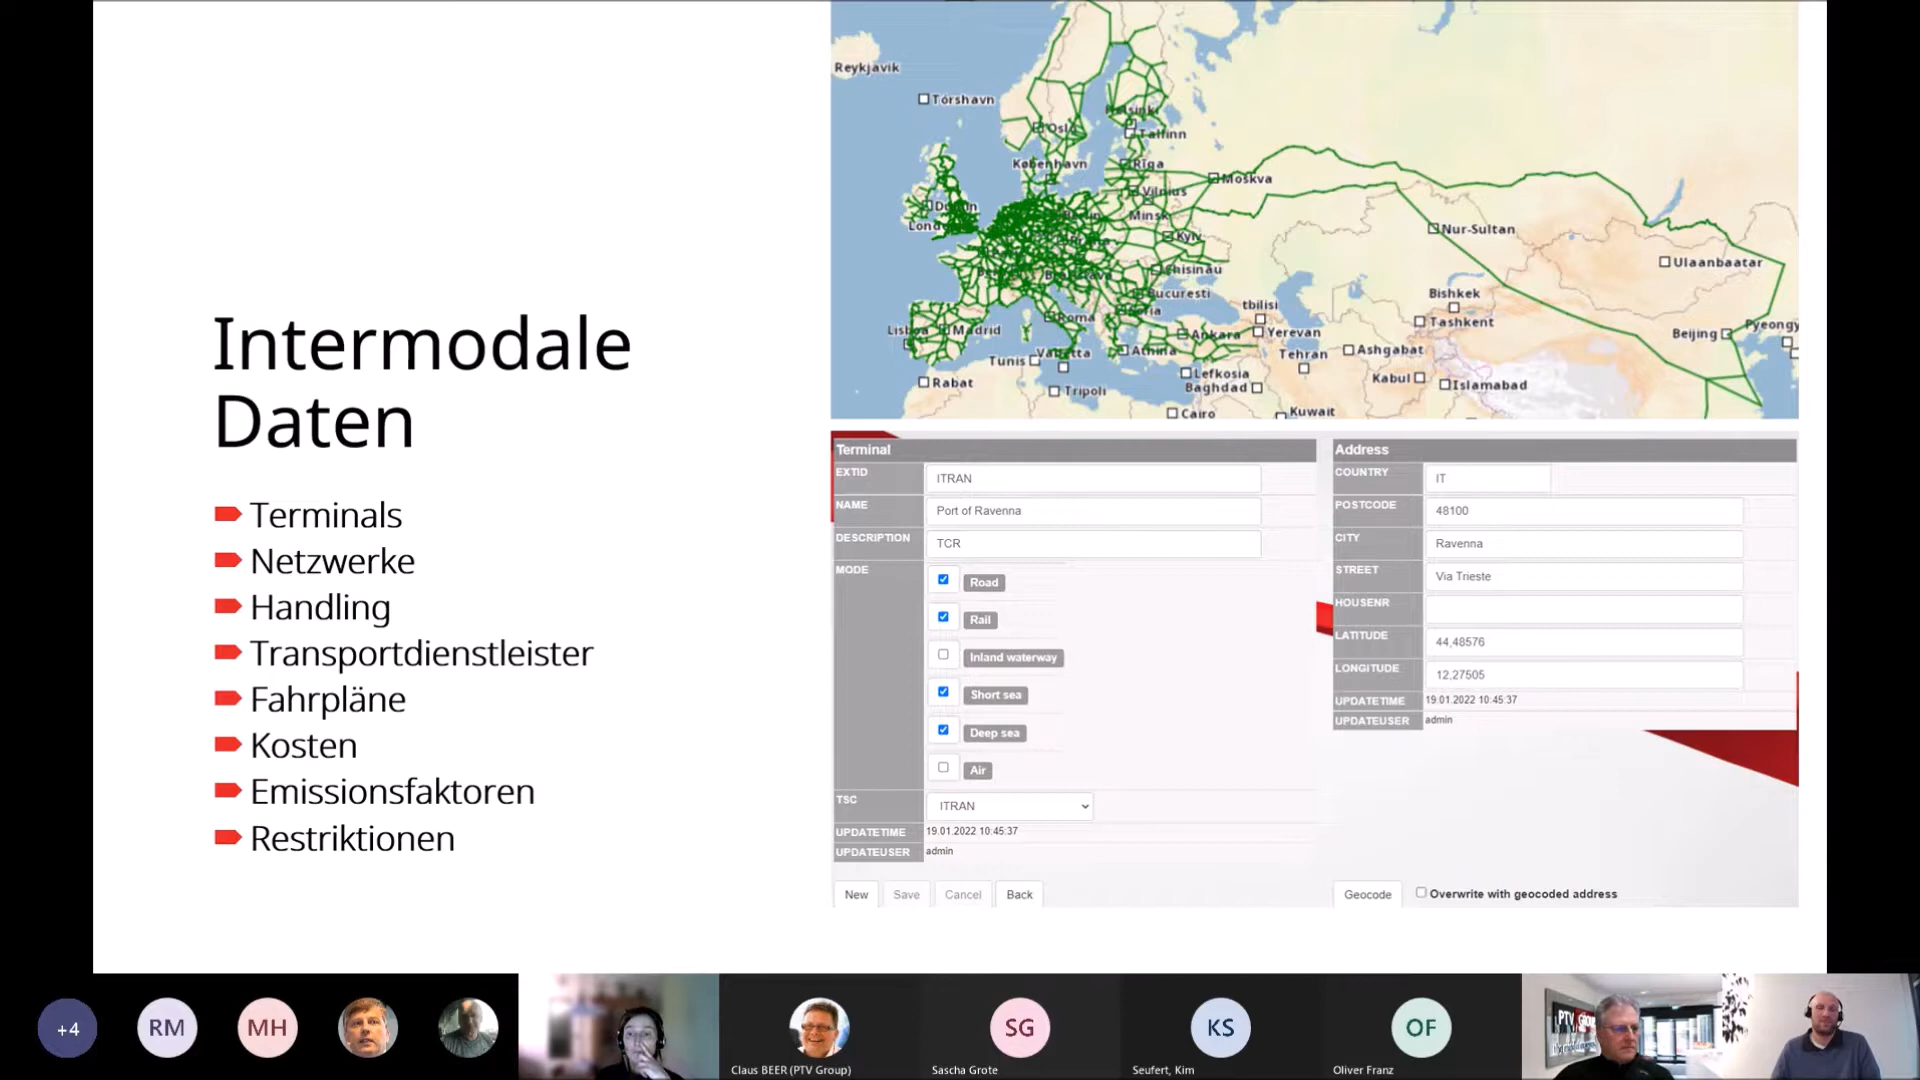 Intermodale
Daten
Terminals
Netzwerke
Handling
Transportdienstleister
Fahrpläne
Kosten
Emissionsfaktoren
Restriktionen
Reykjavik
Tórshavn
Helsinki
Oslo
Tallinn
København
Rīga
Moskva
Vilnius
Dublin
Minsk
London
Kyiv
Nur-Sultan
Chisinau
Ulaanbaatar
Bucuresti
Bishkek
tbilisi
Roma
Tashkent
Lisboa
Madrid
Ankara
Yerevan
Beijing
Pyeongy
Tunis
Valletta
Athina
Tehran
Ashgabat
Rabat
Tripoli
Lefkosia
Baghdad
Kabul
Islamabad
Cairo
Kuwait
Terminal
EXTID
ITRAN
NAME
Port of Ravenna
DESCRIPTION
TCR
MODE
Road
Rail
Inland waterway
Short sea
Deep sea
Air
TSC
ITRAN
UPDATETIME
19.01.2022 10:45:37
UPDATEUSER
admin
New
Save
Cancel
Back
Address
COUNTRY
IT
POSTCODE
48100
CITY
Ravenna
STREET
Via Trieste
HOUSENR
LATITUDE
44,48576
LONGITUDE
12,27505
UPDATETIME
19.01.2022 10:45:37
UPDATEUSER
admin
Geocode
Overwrite with geocoded address
+4
RM
MH
Claus BEER (PTV Group)
SG
Sascha Grote
KS
Seufert, Kim
OF
Oliver Franz
PTV GROUP